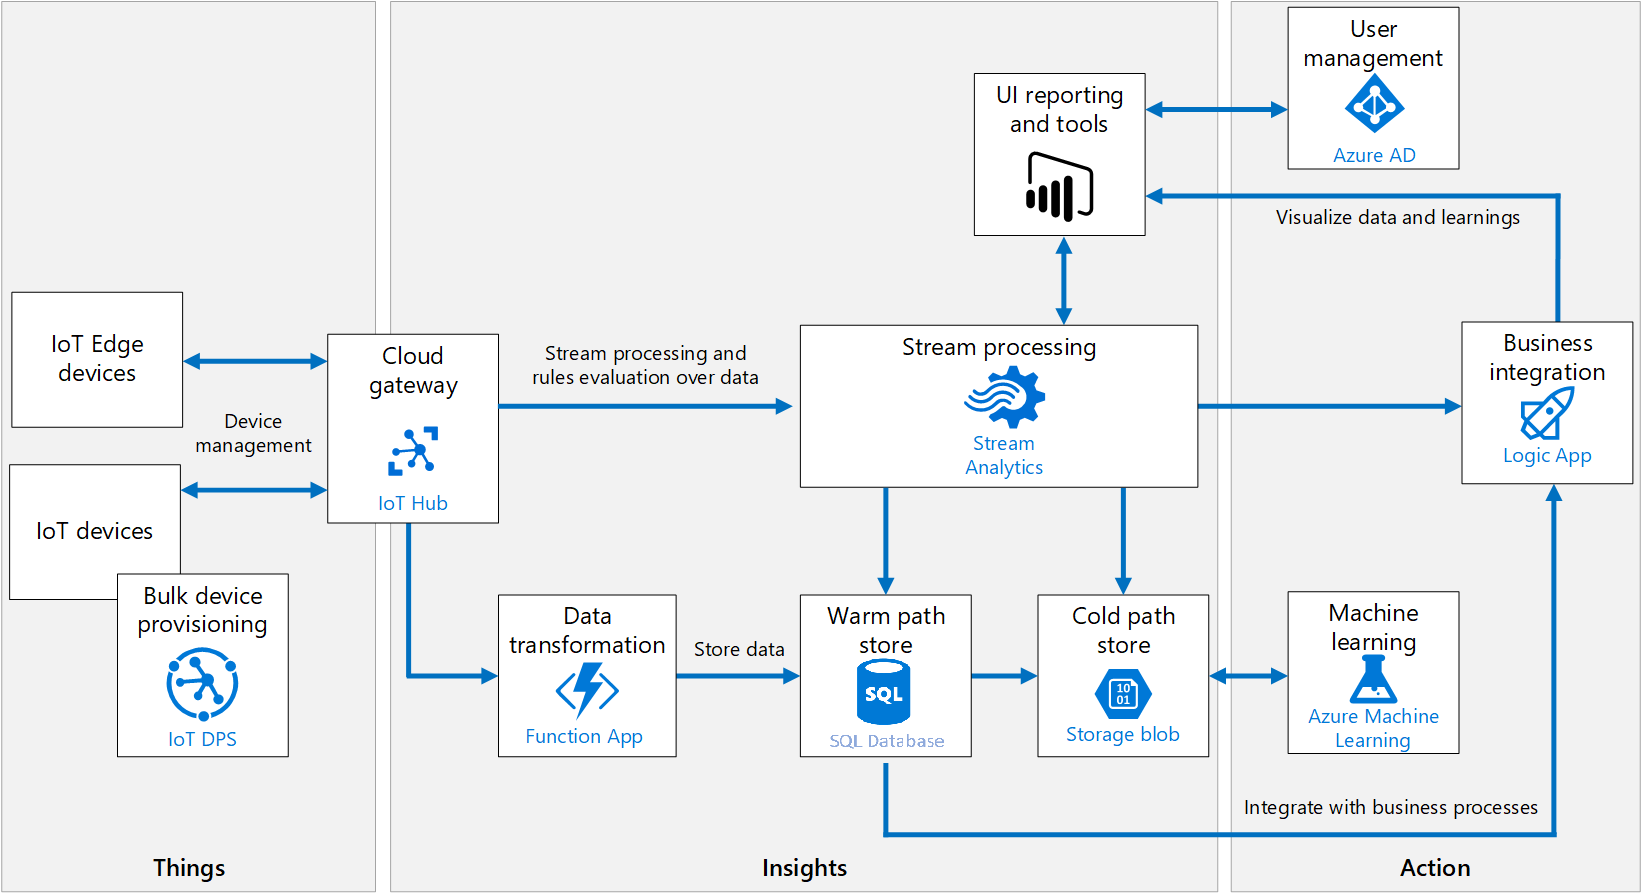 User
management
Azure AD
UI reporting
and tools
Visualize data and learnings
IoT Edge
devices
Device
management
IoT devices
Bulk device
provisioning
IoT DPS
Cloud
gateway
IoT Hub
Stream processing and
rules evaluation over data
Stream processing
Stream
Analytics
Business
integration
Logic App
Data
transformation
Function App
Store data
Warm path
store
SQL
SQL Database
Cold path
store
10
01
Storage blob
Machine
learning
Azure Machine
Learning
Integrate with business processes
Things
Insights
Action